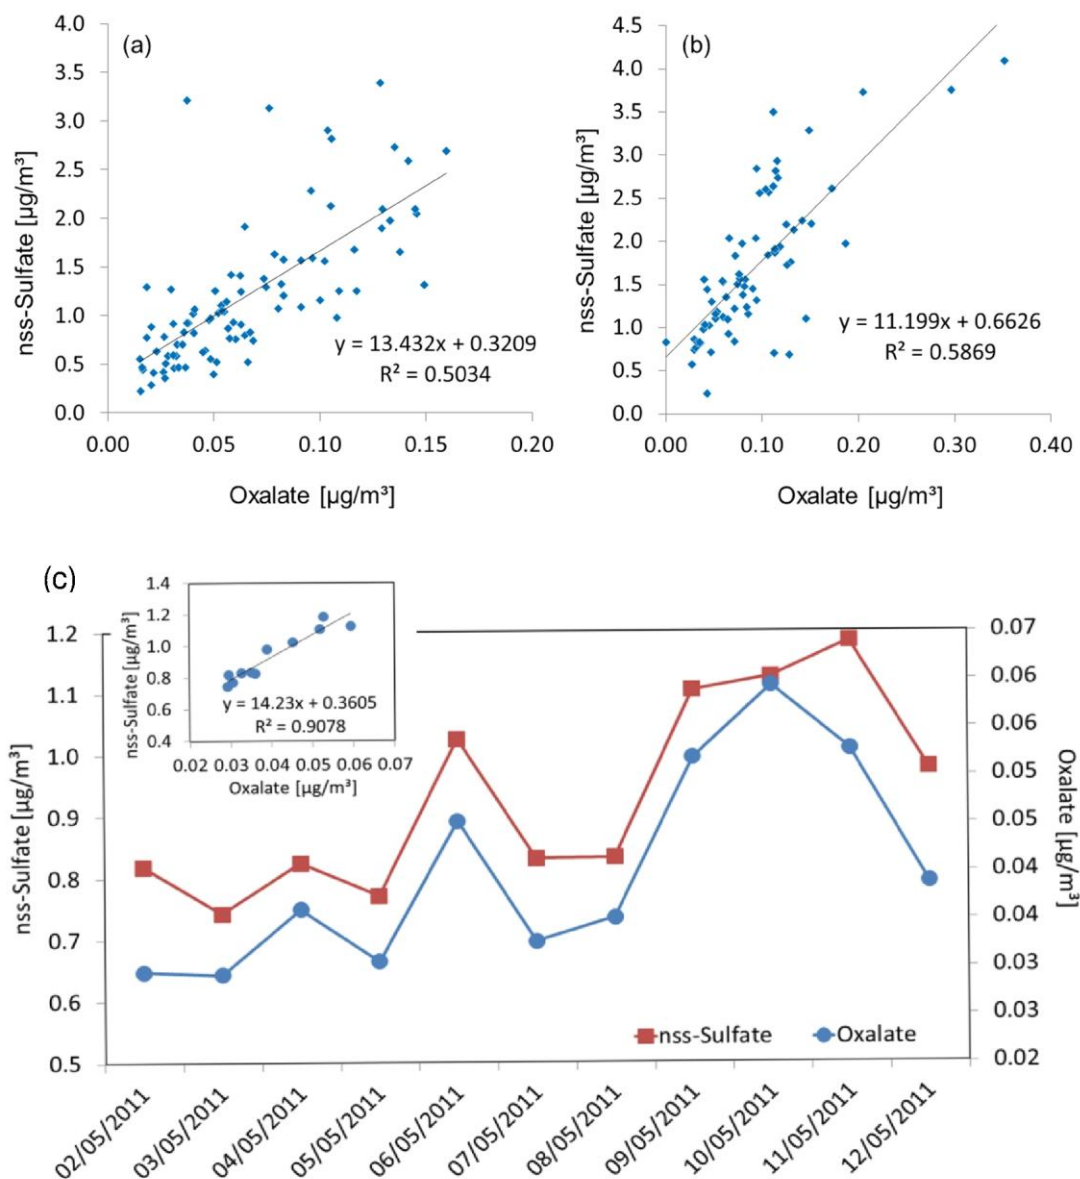 (a)
4.0
3.5
3.0
2.5
2.0
1.5
1.0
0.5
0.0
nss-Sulfate [µg/m³]
y = 13.432x + 0.3209
R² = 0.5034
0.00 0.05 0.10 0.15 0.20
Oxalate [µg/m³]
(b)
4.5
4.0
3.5
3.0
2.5
2.0
1.5
1.0
0.5
0.0
nss-Sulfate [µg/m³]
y = 11.199x + 0.6626
R² = 0.5869
0.00 0.10 0.20 0.30 0.40
Oxalate [µg/m³]
(c)
1.4
1.2
1.0
0.8
0.6
0.4
nss-Sulfate [µg/m³]
y = 14.23x + 0.3605
R² = 0.9078
0.02 0.03 0.04 0.05 0.06 0.07
Oxalate [µg/m³]
1.2
1.1
1.0
0.9
0.8
0.7
0.6
0.5
nss-Sulfate [µg/m³]
0.07
0.06
0.06
0.05
0.05
0.04
0.04
0.03
0.03
0.02
Oxalate [µg/m³]
nss-Sulfate Oxalate
02/05/2011
03/05/2011
04/05/2011
05/05/2011
06/05/2011
07/05/2011
08/05/2011
09/05/2011
10/05/2011
11/05/2011
12/05/2011